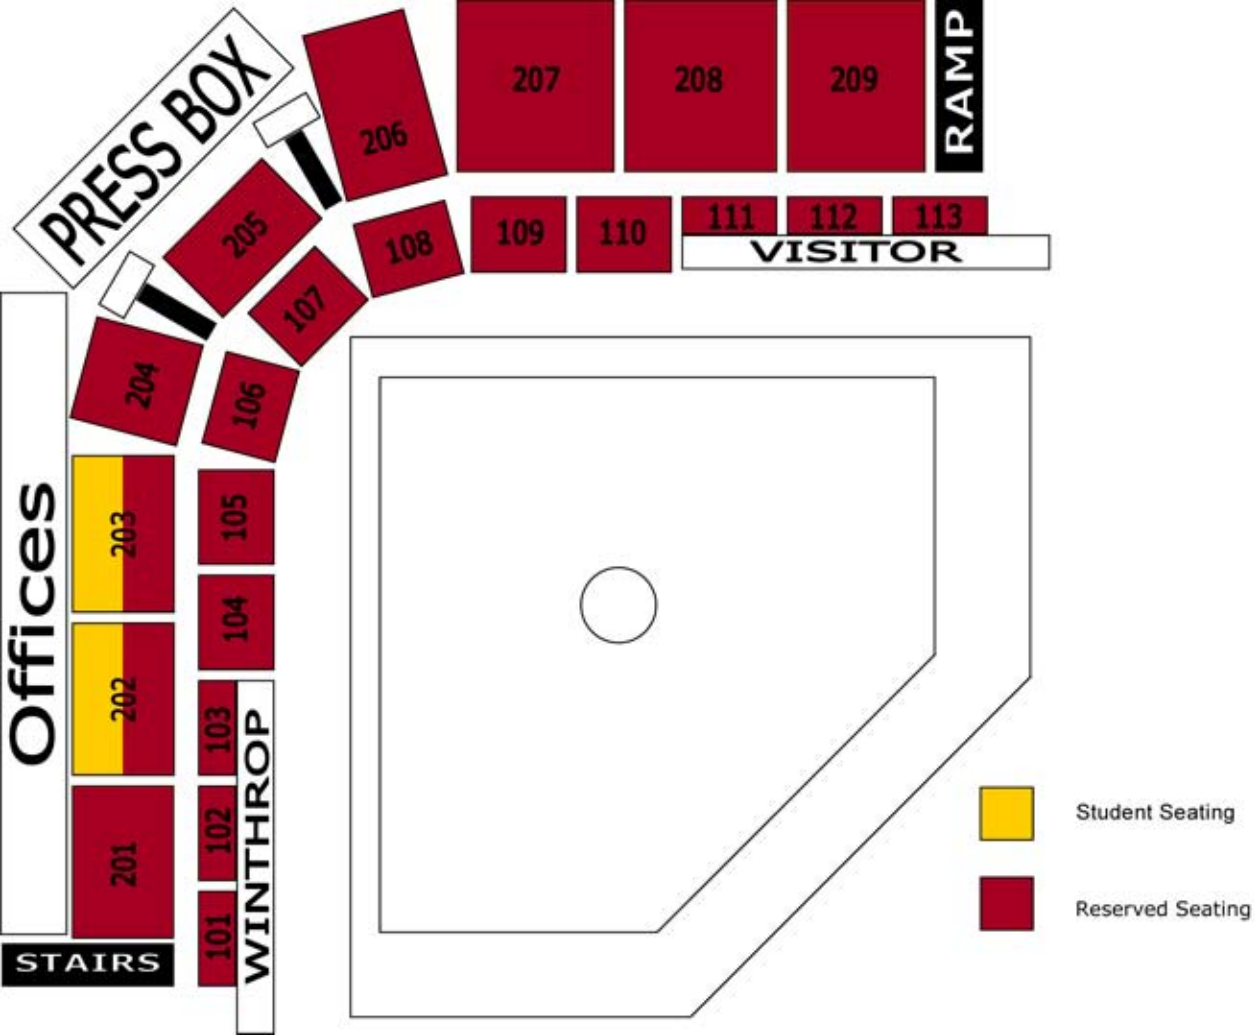 PRESS BOX
206
207
208
209
RAMP
205
108
109
110
111
112
113
VISITOR
107
204
106
Offices
203
105
104
202
103
WINTHROP
102
201
101
STAIRS
Student Seating
Reserved Seating